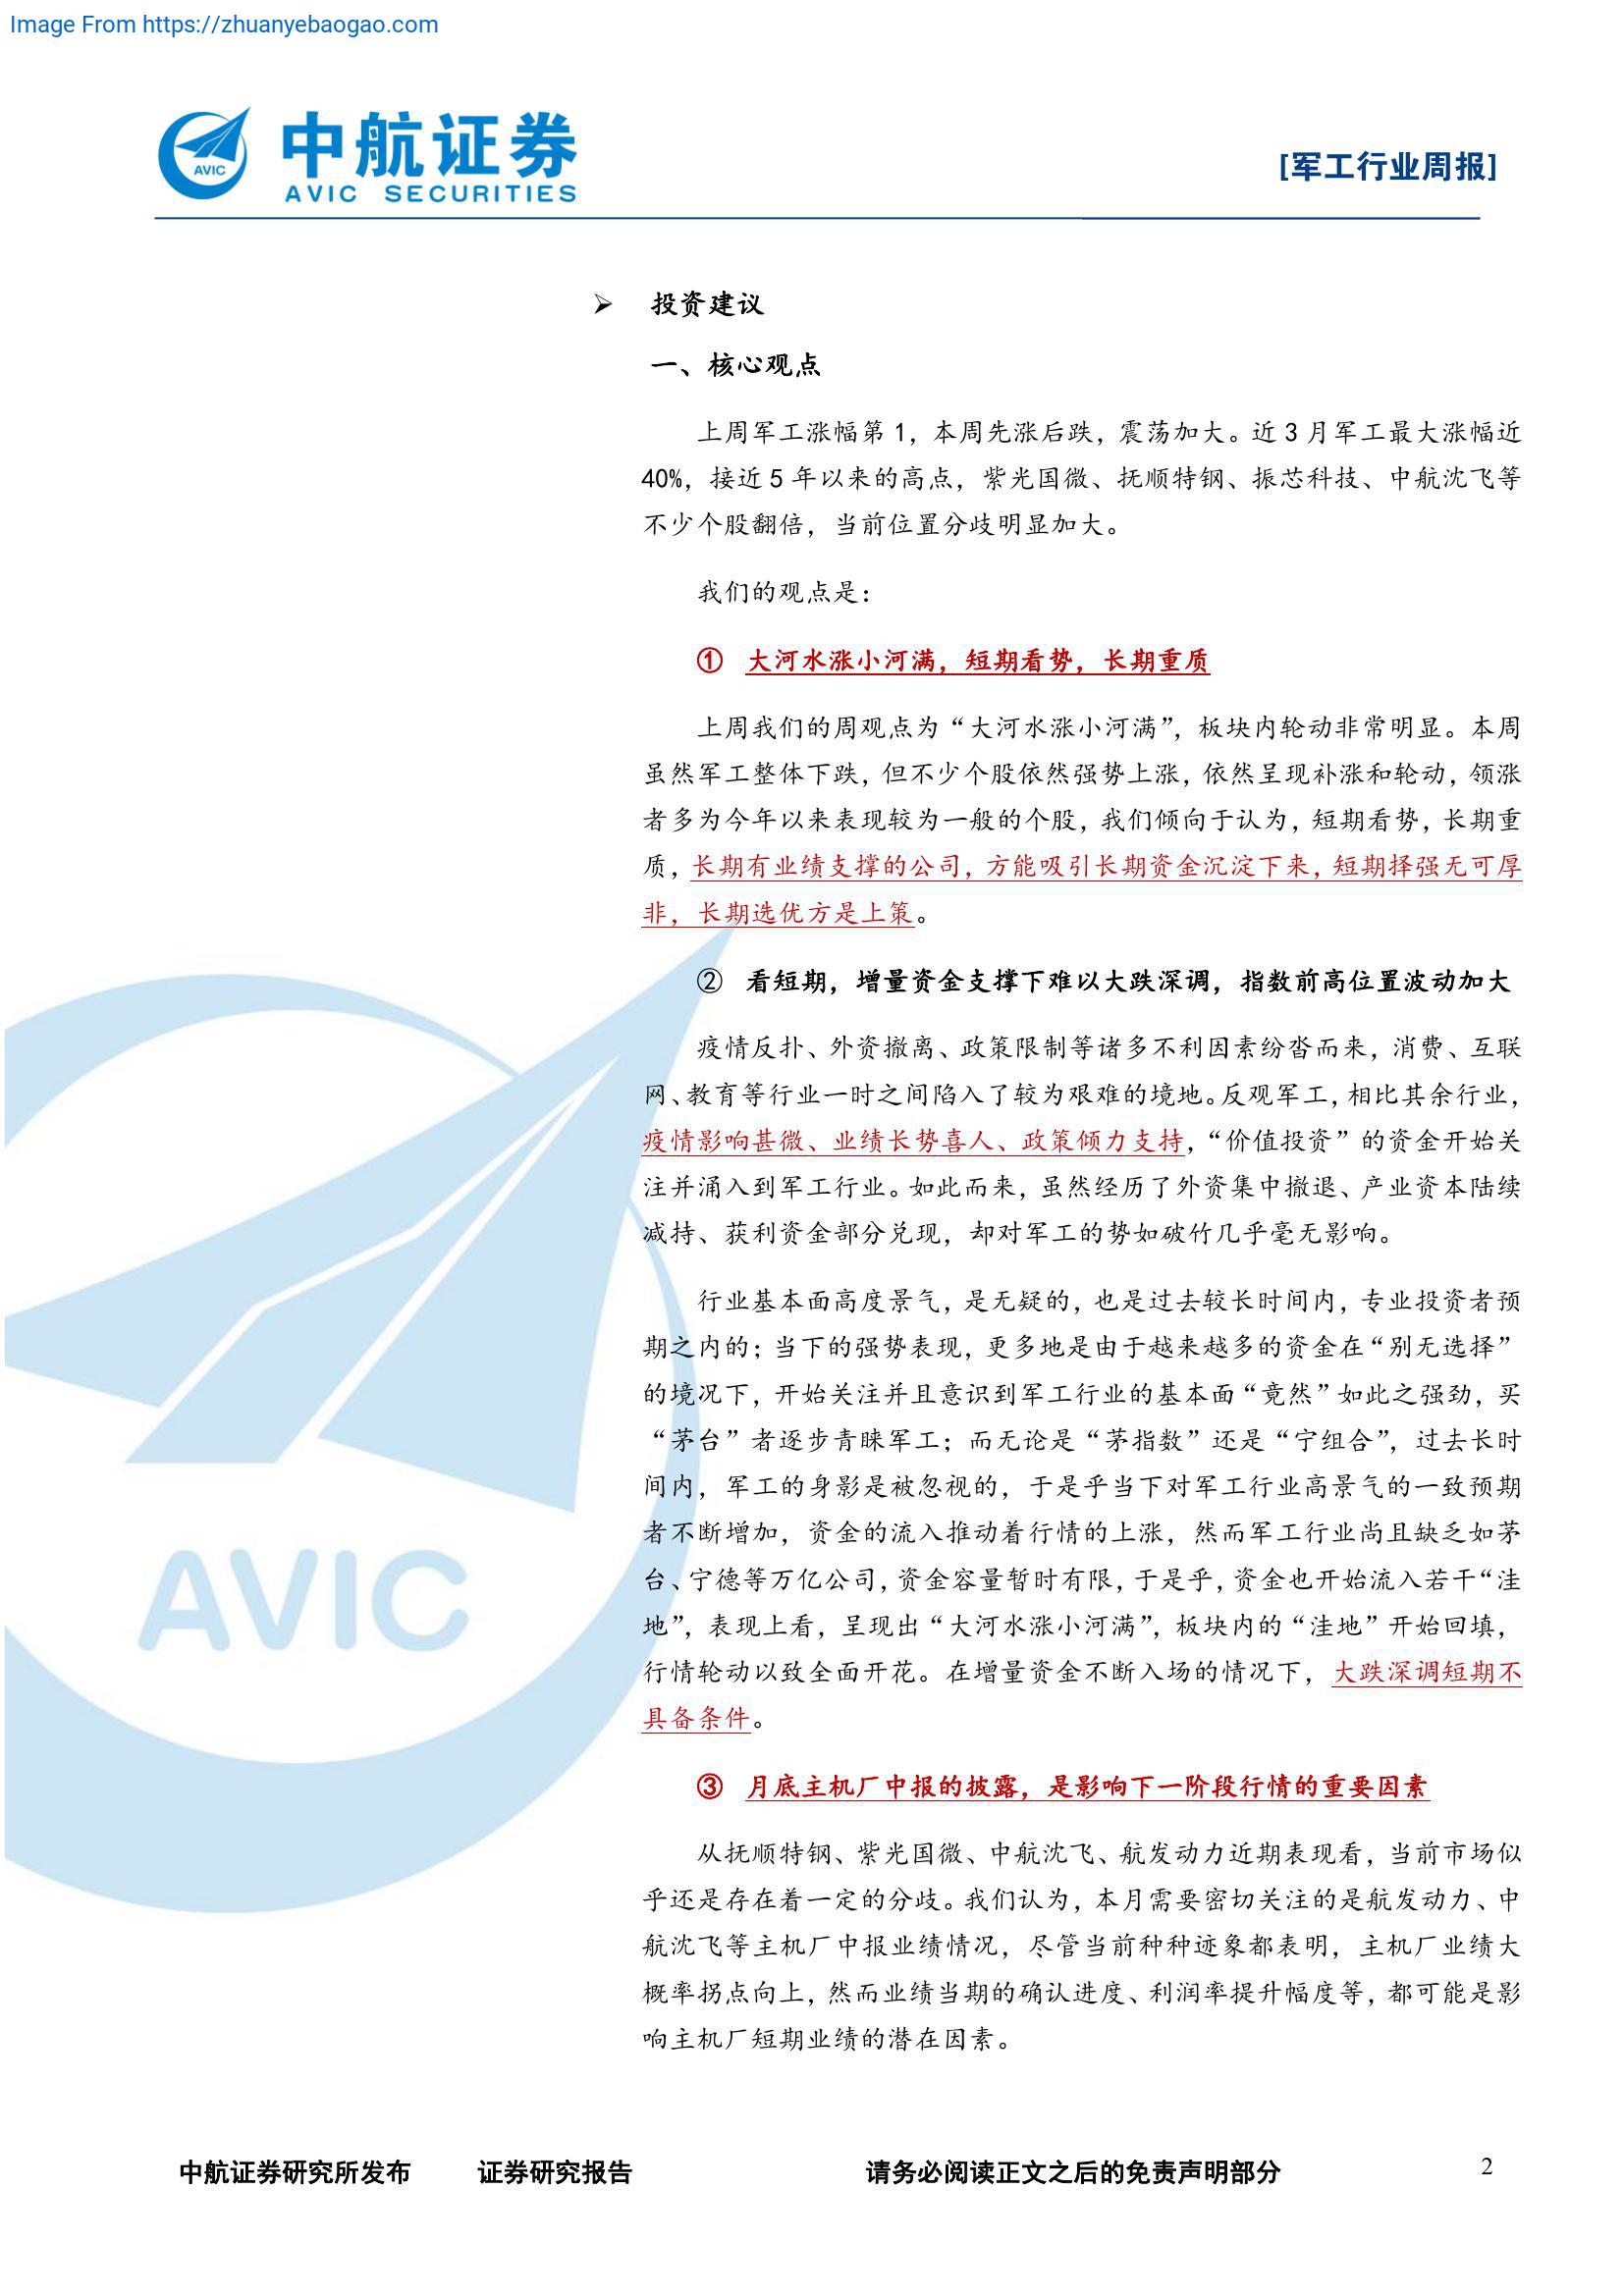 Image From https://zhuanyebaogao.com
AVIC
中航证券
AVIC SECURITIES
[军工行业周报]
➢ 投资建议
一、核心观点
上周军工涨幅第 1，本周先涨后跌，震荡加大。近 3 月军工最大涨幅近
40%，接近 5 年以来的高点，紫光国微、抚顺特钢、振芯科技、中航沈飞等
不少个股翻倍，当前位置分歧明显加大。
我们的观点是：
① 大河水涨小河满，短期看势，长期重质
上周我们的周观点为“大河水涨小河满”，板块内轮动非常明显。本周
虽然军工整体下跌，但不少个股依然强势上涨，依然呈现补涨和轮动，领涨
者多为今年以来表现较为一般的个股，我们倾向于认为，短期看势，长期重
质，长期有业绩支撑的公司，方能吸引长期资金沉淀下来，短期择强无可厚
非，长期选优方是上策。
② 看短期，增量资金支撑下难以大跌深调，指数前高位置波动加大
疫情反扑、外资撤离、政策限制等诸多不利因素纷沓而来，消费、互联
网、教育等行业一时之间陷入了较为艰难的境地。反观军工，相比其余行业，
疫情影响甚微、业绩长势喜人、政策倾力支持，“价值投资”的资金开始关
注并涌入到军工行业。如此而来，虽然经历了外资集中撤退、产业资本陆续
减持、获利资金部分兑现，却对军工的势如破竹几乎毫无影响。
行业基本面高度景气，是无疑的，也是过去较长时间内，专业投资者预
期之内的；当下的强势表现，更多地是由于越来越多的资金在“别无选择”
的境况下，开始关注并且意识到军工行业的基本面“竟然”如此之强劲，买
“茅台”者逐步青睐军工；而无论是“茅指数”还是“宁组合”，过去长时
间内，军工的身影是被忽视的，于是乎当下对军工行业高景气的一致预期
者不断增加，资金的流入推动着行情的上涨，然而军工行业尚且缺乏如茅
台、宁德等万亿公司，资金容量暂时有限，于是乎，资金也开始流入若干“洼
地”，表现上看，呈现出“大河水涨小河满”，板块内的“洼地”开始回填，
行情轮动以致全面开花。在增量资金不断入场的情况下，大跌深调短期不
具备条件。
③ 月底主机厂中报的披露，是影响下一阶段行情的重要因素
从抚顺特钢、紫光国微、中航沈飞、航发动力近期表现看，当前市场似
乎还是存在着一定的分歧。我们认为，本月需要密切关注的是航发动力、中
航沈飞等主机厂中报业绩情况，尽管当前种种迹象都表明，主机厂业绩大
概率拐点向上，然而业绩当期的确认进度、利润率提升幅度等，都可能是影
响主机厂短期业绩的潜在因素。
AVIC
中航证券研究所发布 证券研究报告 请务必阅读正文之后的免责声明部分 2